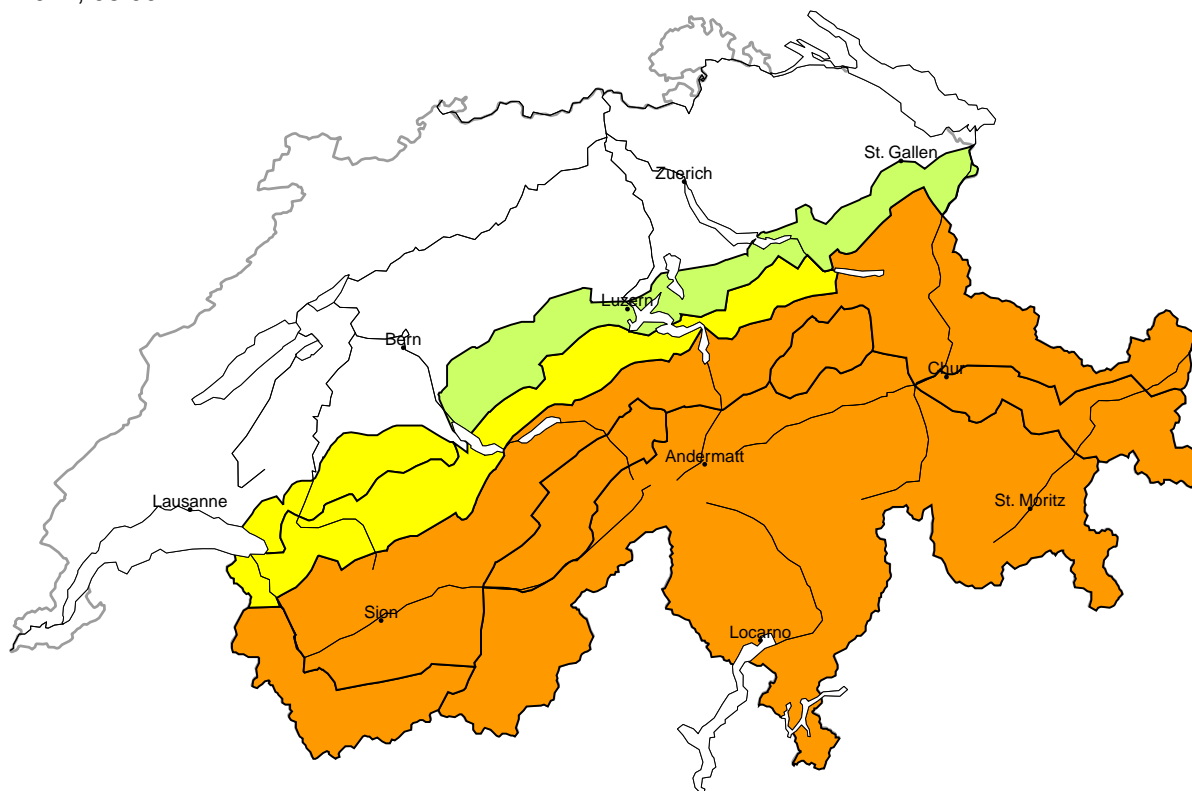 St. Gallen
Zuerich
Luzern
Bern
Chur
Andermatt
Lausanne
St. Moritz
Sion
Locarno